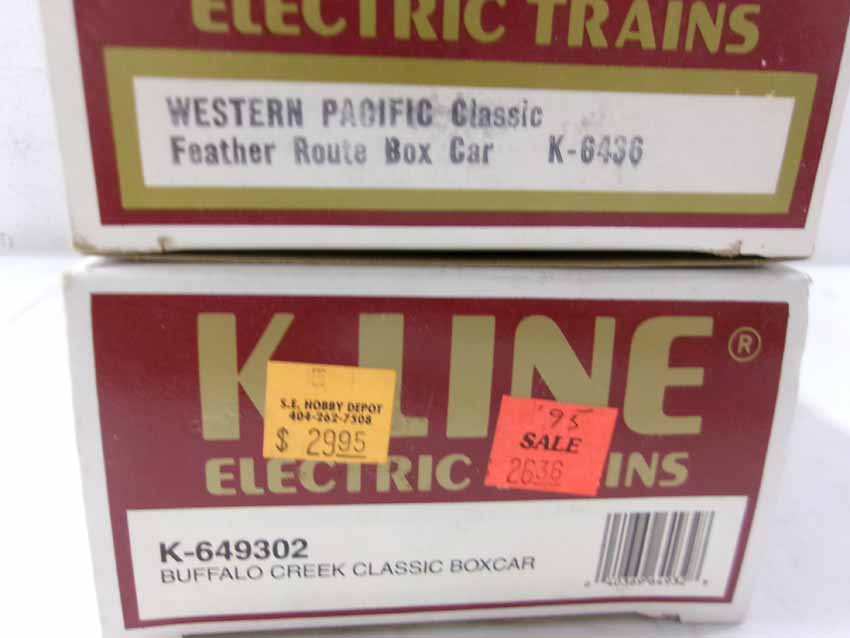 ELECTRIC TRAINS
WESTERN PACIFIC Classic
Feather Route Box Car K-6436
K-LINE ®
S.E. HOBBY DEPOT
404-262-7508
$ 2995
'95
SALE
2636
ELECTRIC INS
K-649302
BUFFALO CREEK CLASSIC BOXCAR